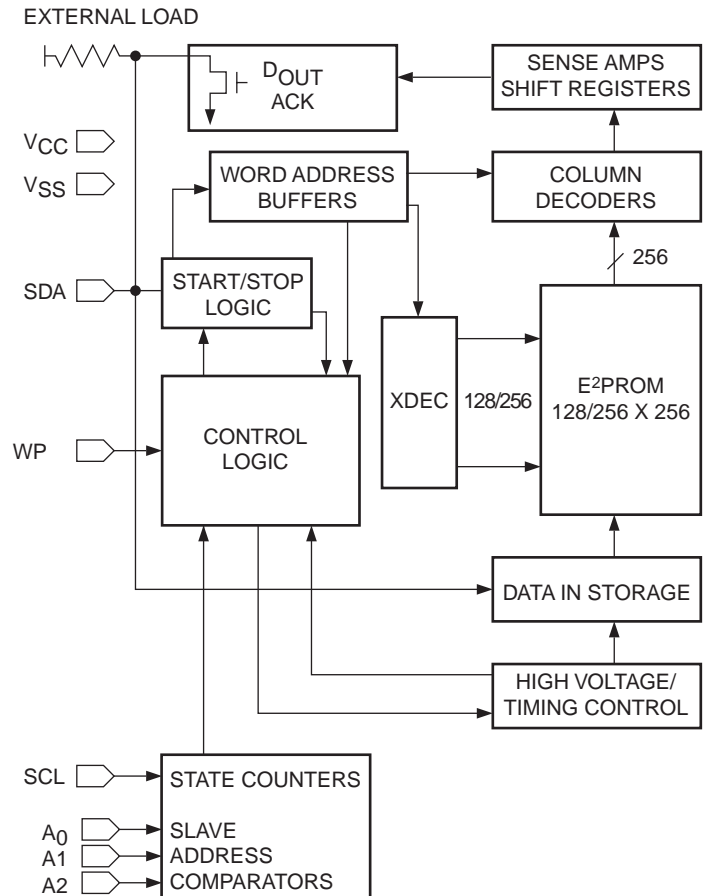 EXTERNAL LOAD
DOUT
ACK
SENSE AMPS
SHIFT REGISTERS
VCC
VSS
WORD ADDRESS
BUFFERS
COLUMN
DECODERS
256
SDA
START/STOP
LOGIC
XDEC
128/256
E²PROM
128/256 X 256
WP
CONTROL
LOGIC
DATA IN STORAGE
HIGH VOLTAGE/
TIMING CONTROL
SCL
STATE COUNTERS
A0
SLAVE
A1
ADDRESS
A2
COMPARATORS